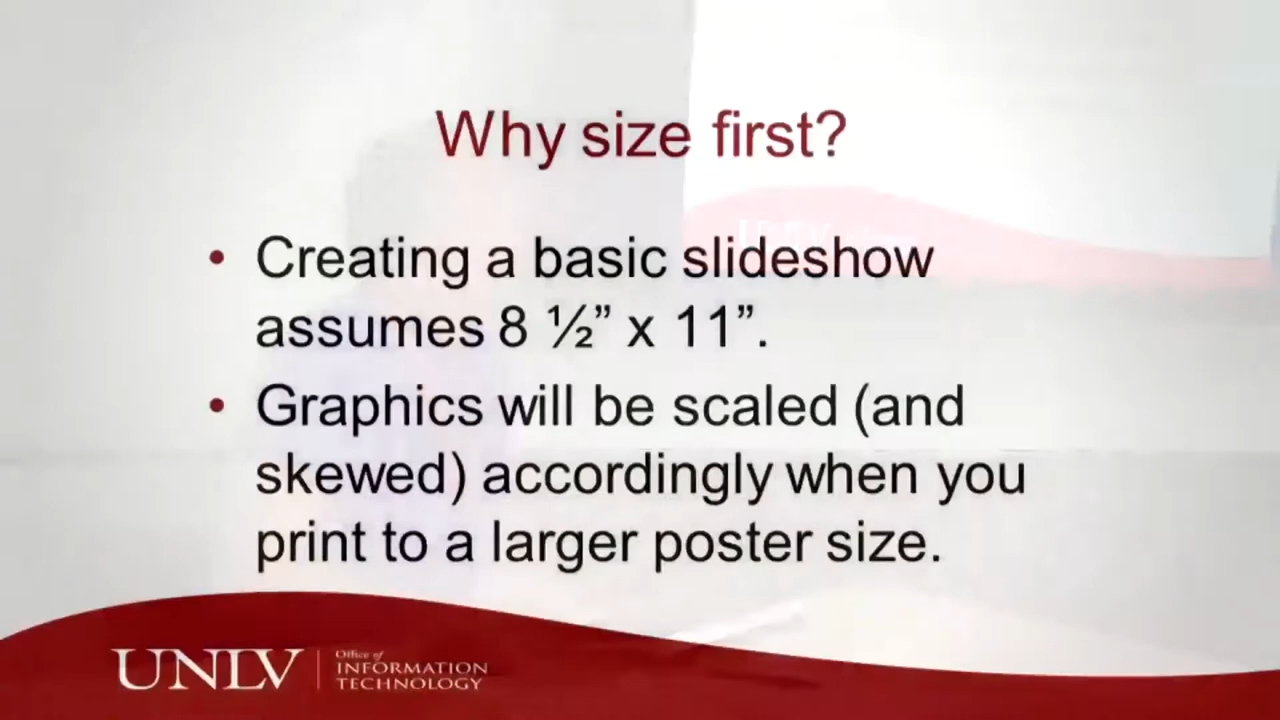 Why size first?
• Creating a basic slideshow
assumes 8 ½” x 11”.
• Graphics will be scaled (and
skewed) accordingly when you
print to a larger poster size.
UNLV
Office of
INFORMATION
TECHNOLOGY
UNLV